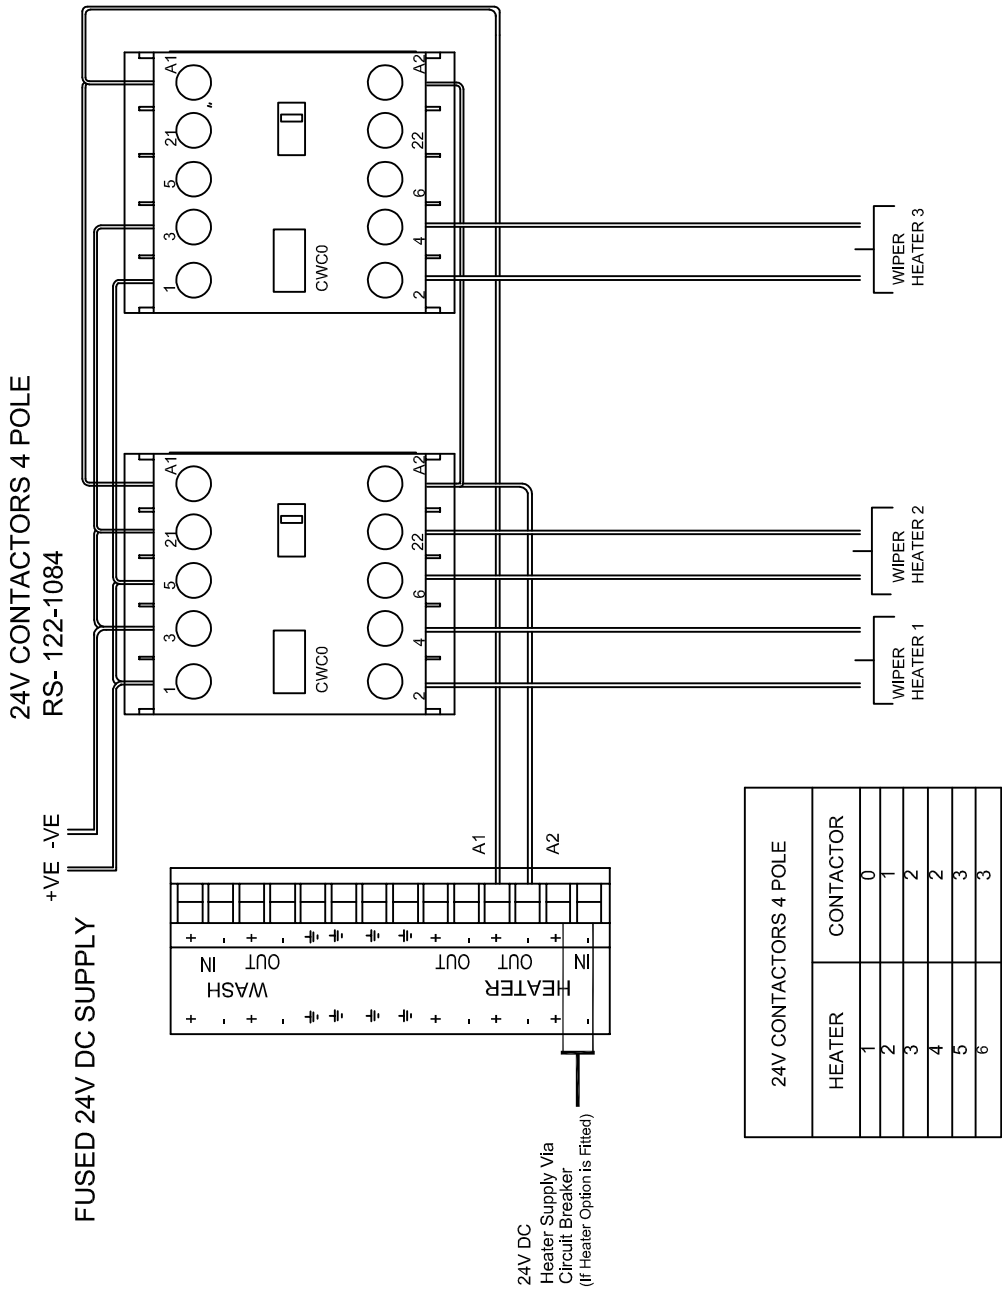 24V CONTACTORS 4 POLE
RS- 122-1084
FUSED 24V DC SUPPLY
+VE -VE
A1
21
5
3
1
CWC0
A2
22
6
4
2
A1
21
5
3
1
CWC0
A2
22
6
4
2
A1
A2
+ - + - + - + - + -
IN
OUT
OUT
OUT
IN
WASH
HEATER
+ - + - + - + - + -
24V DC
Heater Supply Via
Circuit Breaker
(If Heater Option is Fitted)
WIPER
HEATER 1
WIPER
HEATER 2
WIPER
HEATER 3
24V CONTACTORS 4 POLE
HEATER CONTACTOR
1 0
2 1
3 2
4 2
5 3
6 3